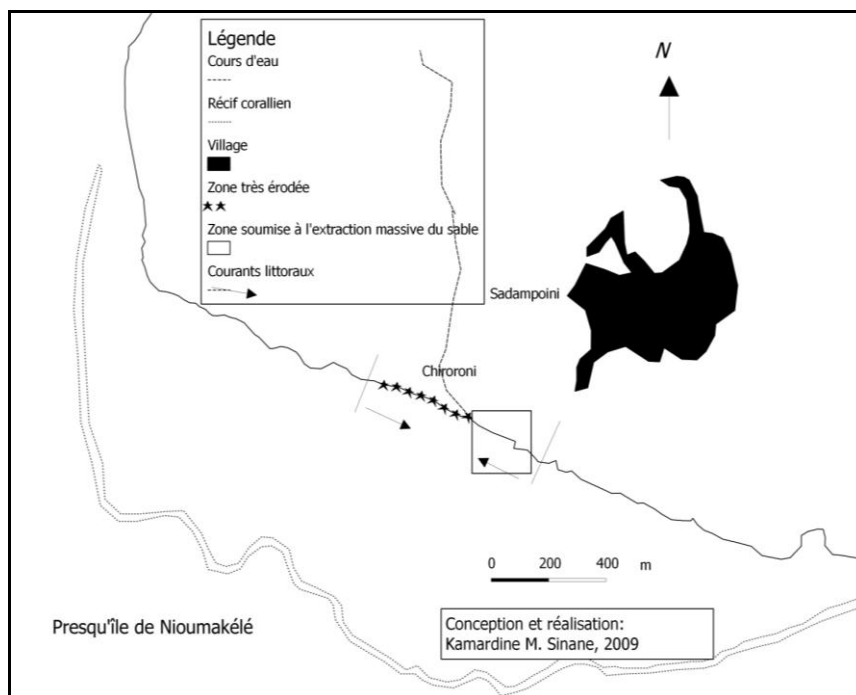 Légende
Cours d'eau
Récif corallien
Village
Zone très érodée
Zone soumise à l'extraction massive du sable
Courants littoraux
N
Sadampoini
Chiroroni
0 200 400 m
Presqu'île de Nioumakélé
Conception et réalisation:
Kamardine M. Sinane, 2009